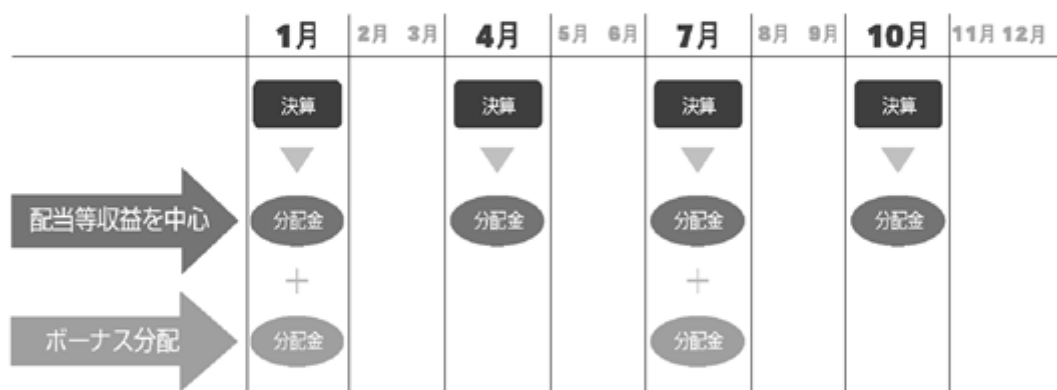 1月 2月 3月 4月 5月 6月 7月 8月 9月 10月 11月 12月
決算 決算 決算 決算
配当等収益を中心 分配金 分配金 分配金 分配金
+ +
ボーナス分配 分配金 分配金